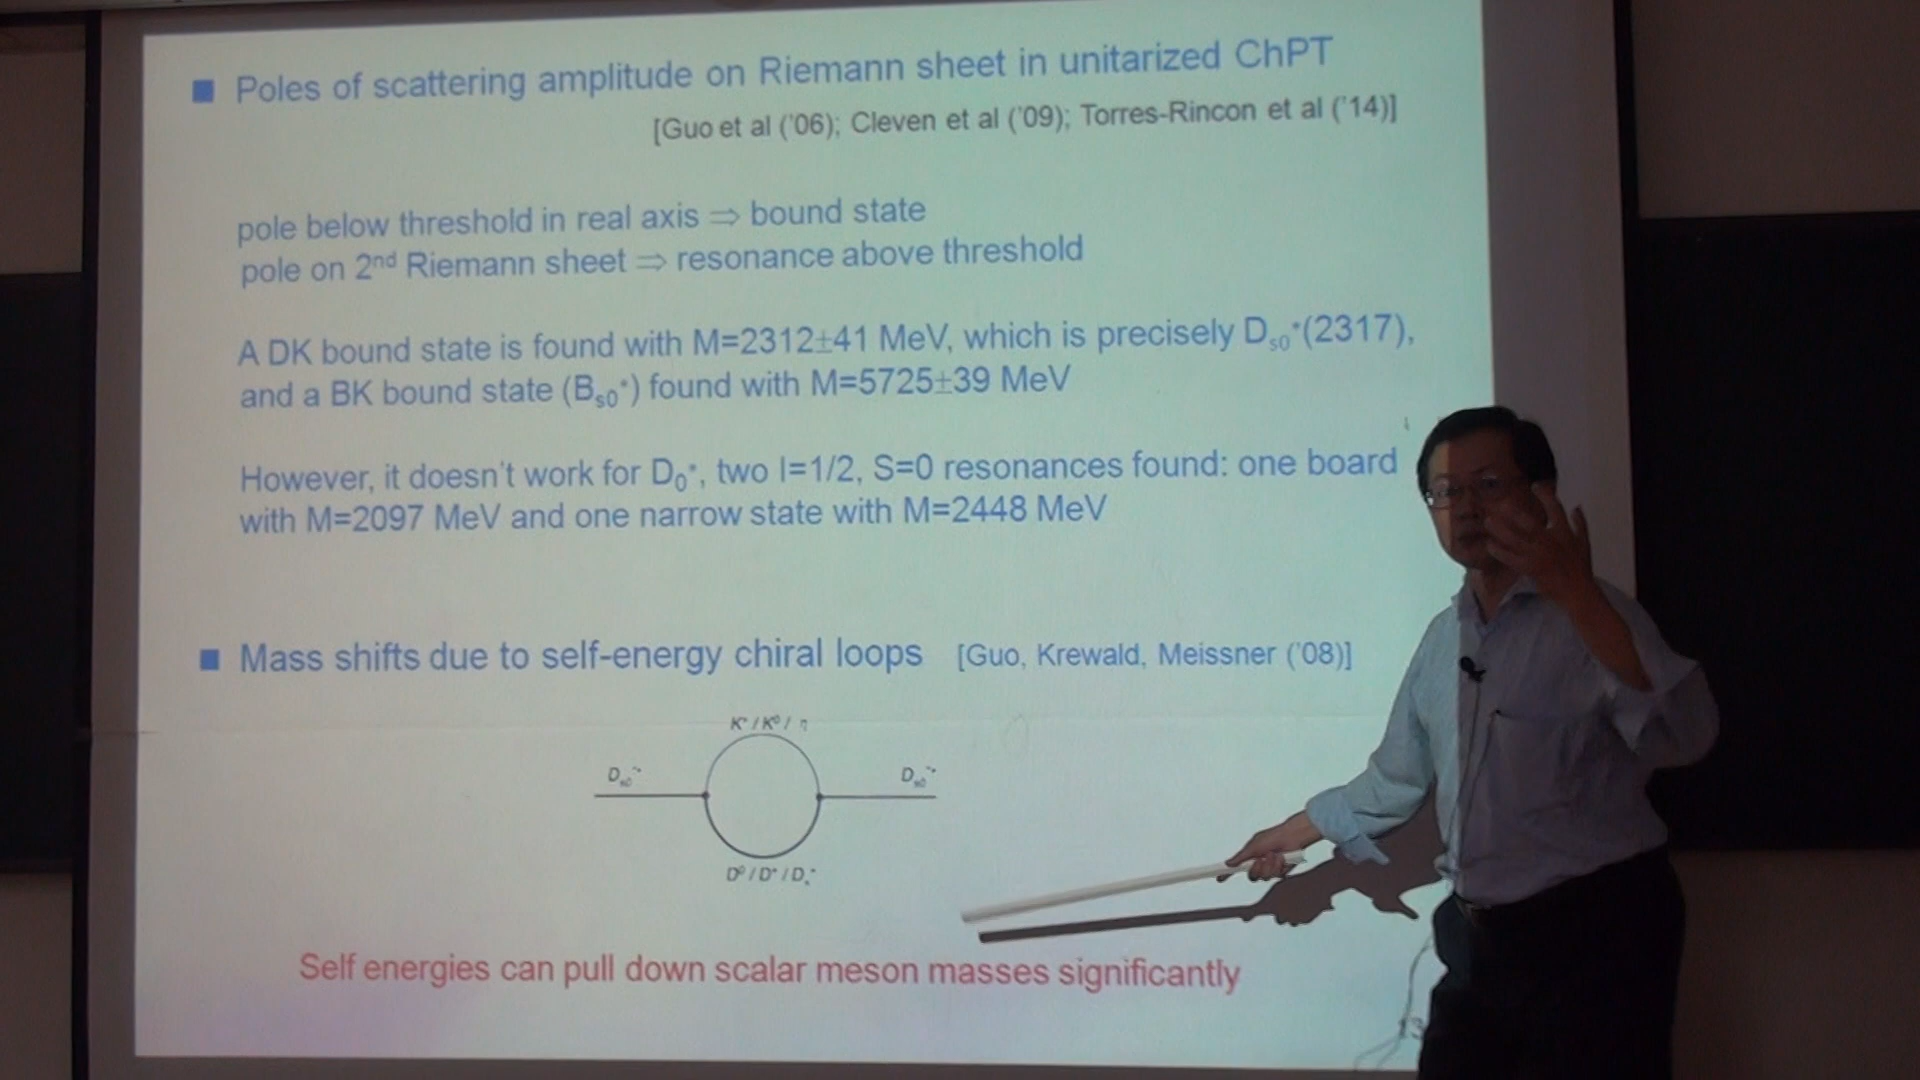 ■ Poles of scattering amplitude on Riemann sheet in unitarized ChPT
[Guo et al ('06); Cleven et al ('09); Torres-Rincon et al ('14)]
pole below threshold in real axis ⇒ bound state
pole on 2nd Riemann sheet ⇒ resonance above threshold
A DK bound state is found with M=2312±41 MeV, which is precisely Ds0*(2317),
and a BK bound state (Bs0*) found with M=5725±39 MeV
However, it doesn't work for D0*, two I=1/2, S=0 resonances found: one board
with M=2097 MeV and one narrow state with M=2448 MeV
■ Mass shifts due to self-energy chiral loops [Guo, Krewald, Meissner ('08)]
K+ / K0 / η
Ds0*+ Ds0*+
D0 / D+ / Ds+
Self energies can pull down scalar meson masses significantly
13